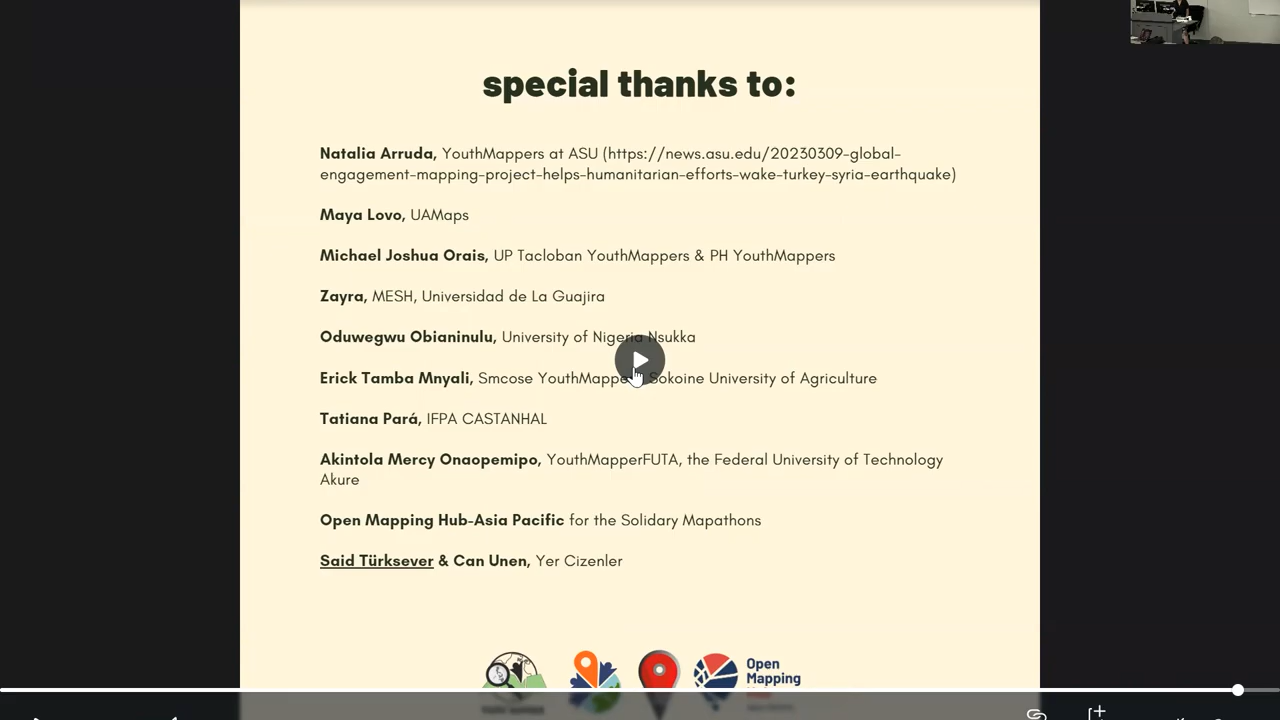 special thanks to:
Natalia Arruda, YouthMappers at ASU (https://news.asu.edu/20230309-global-
engagement-mapping-project-helps-humanitarian-efforts-wake-turkey-syria-earthquake)
Maya Lovo, UAMaps
Michael Joshua Orais, UP Tacloban YouthMappers & PH YouthMappers
Zayra, MESH, Universidad de La Guajira
Oduwegwu Obianinulu, University of Nigeria Nsukka
Erick Tamba Mnyali, Smcose YouthMappers Sokoine University of Agriculture
Tatiana Pará, IFPA CASTANHAL
Akintola Mercy Onaopemipo, YouthMapperFUTA, the Federal University of Technology
Akure
Open Mapping Hub-Asia Pacific for the Solidary Mapathons
Said Türksever & Can Unen, Yer Cizenler
Open
Mapping